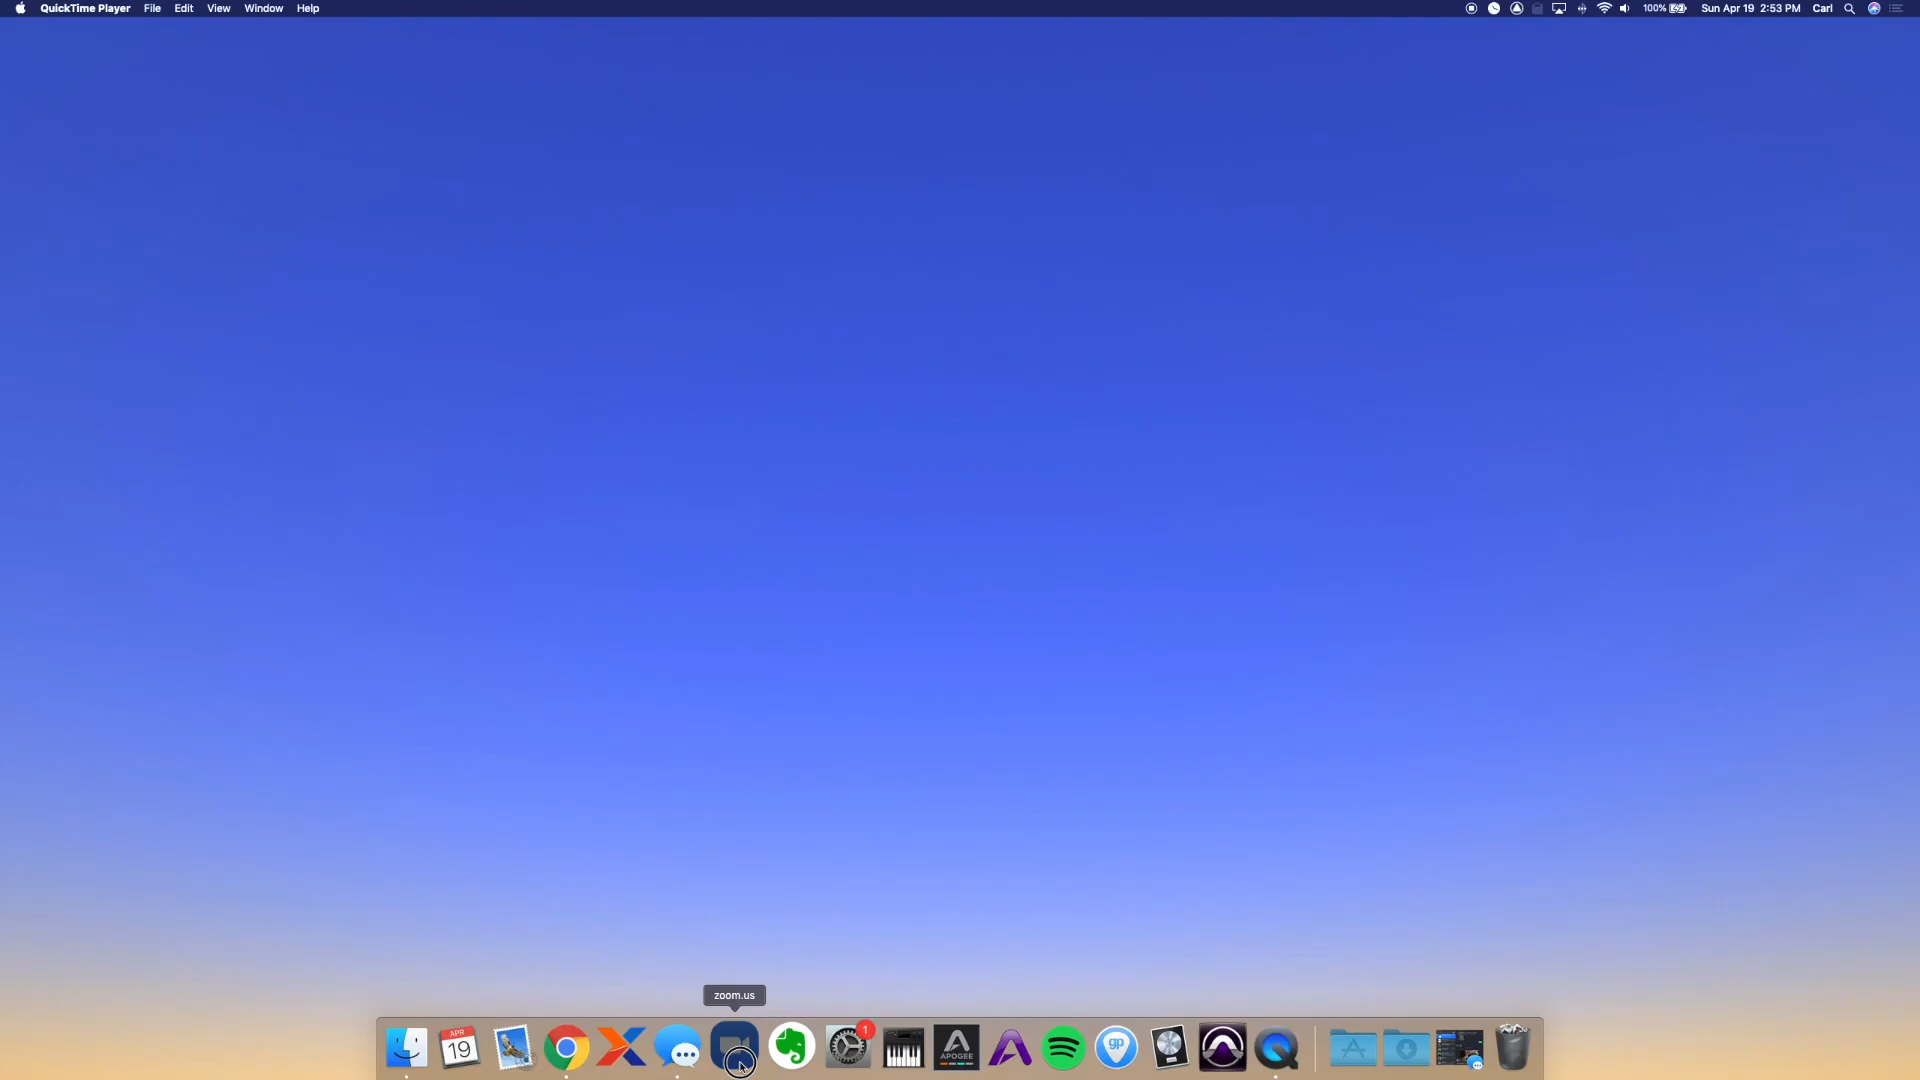 QuickTime Player File Edit View Window Help 100% Sun Apr 19 2:53 PM Carl
zoom.us
APR
19
1
APOGEE
gp